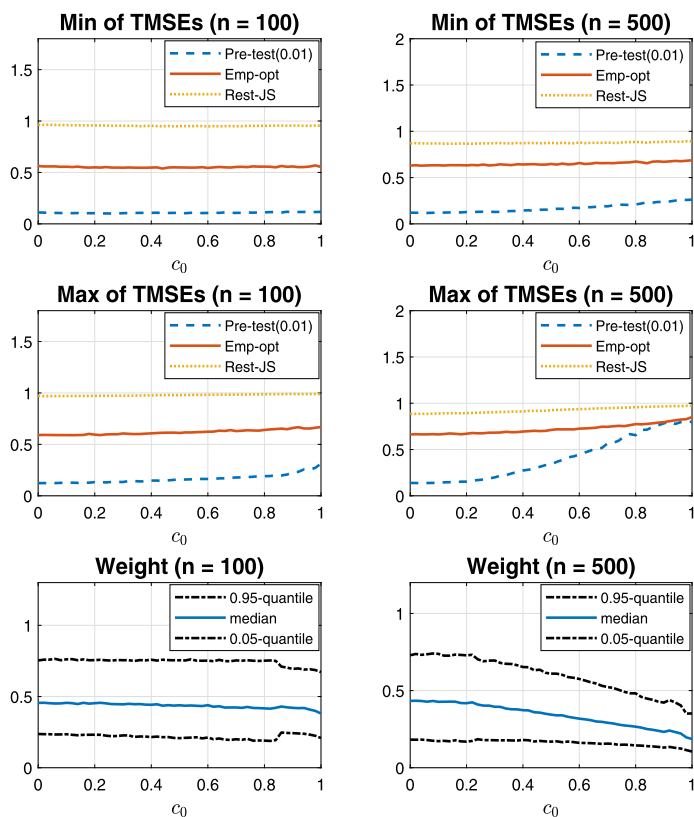 Min of TMSEs (n = 100)
Pre-test(0.01)
Emp-opt
Rest-JS
1.5
1
0.5
0
0 0.2 0.4 0.6 0.8 1
c0
Min of TMSEs (n = 500)
Pre-test(0.01)
Emp-opt
Rest-JS
2
1.5
1
0.5
0
0 0.2 0.4 0.6 0.8 1
c0
Max of TMSEs (n = 100)
Pre-test(0.01)
Emp-opt
Rest-JS
1.5
1
0.5
0
0 0.2 0.4 0.6 0.8 1
c0
Max of TMSEs (n = 500)
Pre-test(0.01)
Emp-opt
Rest-JS
2
1.5
1
0.5
0
0 0.2 0.4 0.6 0.8 1
c0
Weight (n = 100)
0.95-quantile
median
0.05-quantile
1
0.5
0
0 0.2 0.4 0.6 0.8 1
c0
Weight (n = 500)
0.95-quantile
median
0.05-quantile
1
0.5
0
0 0.2 0.4 0.6 0.8 1
c0